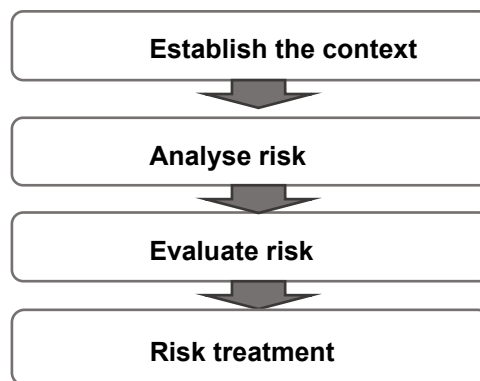 Establish the context
Analyse risk
Evaluate risk
Risk treatment